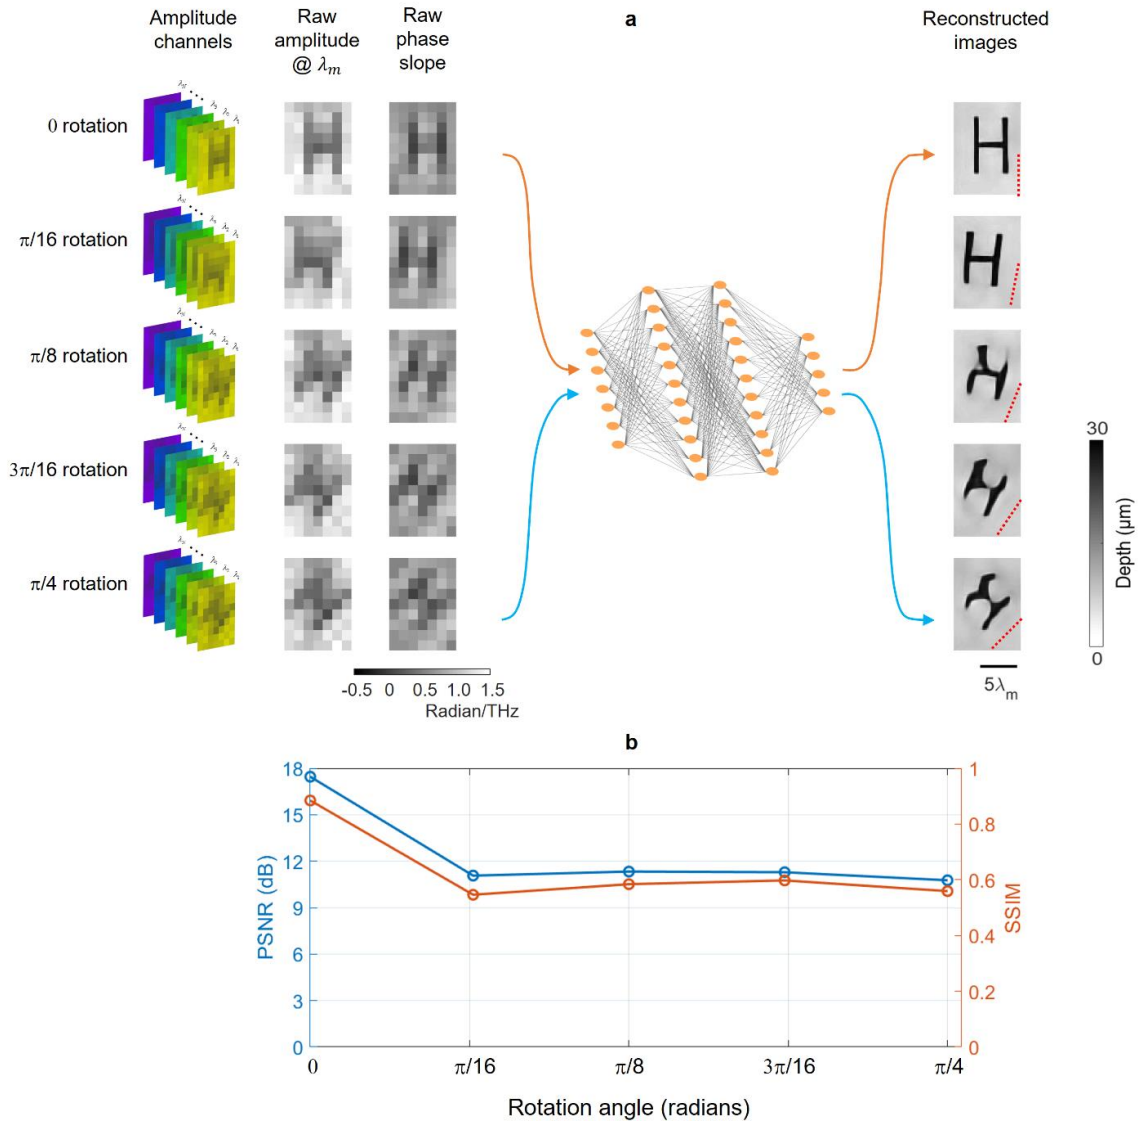 a
Amplitude
channels
Raw
amplitude
@ λm
Raw
phase
slope
Reconstructed
images
0 rotation
π/16 rotation
π/8 rotation
3π/16 rotation
π/4 rotation
-0.5 0 0.5 1.0 1.5
Radian/THz
30
Depth (μm)
0
5λm
b
18
15
12
9
6
3
0
PSNR (dB)
1
0.8
0.6
0.4
0.2
0
SSIM
0 π/16 π/8 3π/16 π/4
Rotation angle (radians)